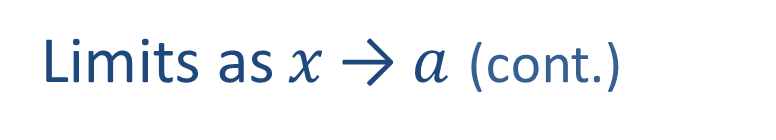 Limits as 𝑥 → 𝑎 (cont.)